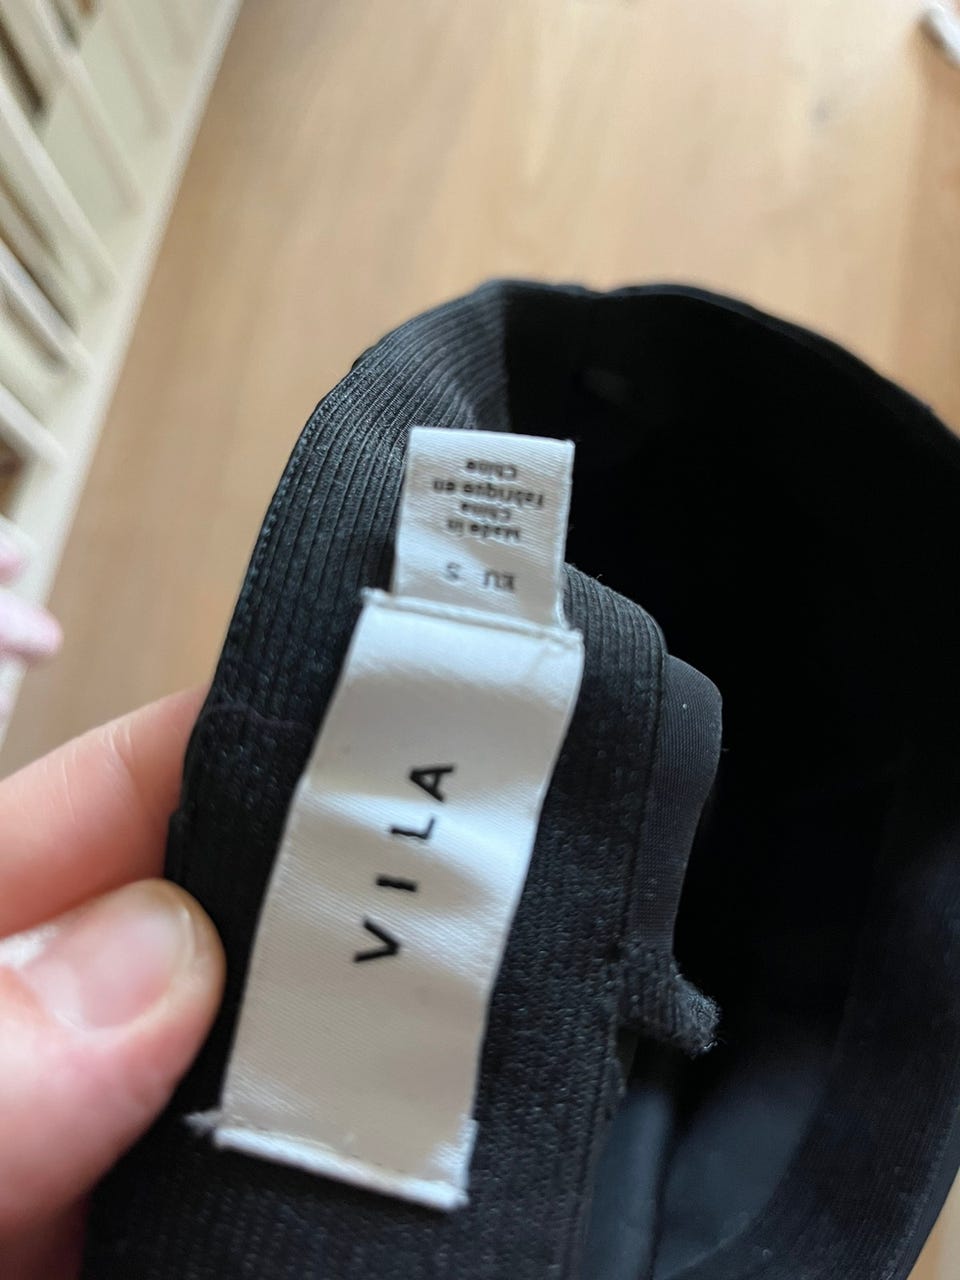 VILA
EU S
Made in
China
Fabriqué en
Chine